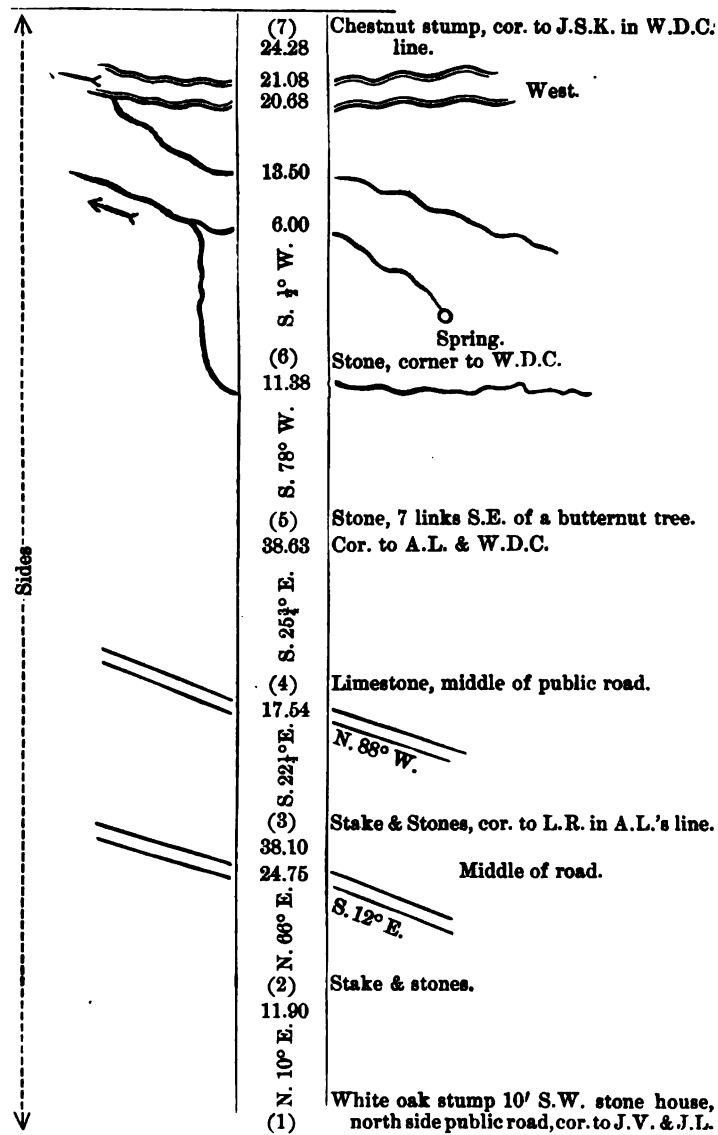 (7) Chestnut stump, cor. to J.S.K. in W.D.C.'
24.28 line.
21.08
West.
20.68
13.50
6.00
S. ½° W.
Spring.
(6) Stone, corner to W.D.C.
11.38
S. 78° W.
(5) Stone, 7 links S.E. of a butternut tree.
38.63 Cor. to A.L. & W.D.C.
Sides
S. 25¾° E.
(4) Limestone, middle of public road.
17.54
N. 88° W.
S. 22¼° E.
(3) Stake & Stones, cor. to L.R. in A.L.'s line.
38.10
24.75 Middle of road.
S. 12° E.
N. 66° E.
(2) Stake & stones.
11.90
N. 10° E.
White oak stump 10' S.W. stone house,
(1) north side public road, cor. to J.V. & J.L.